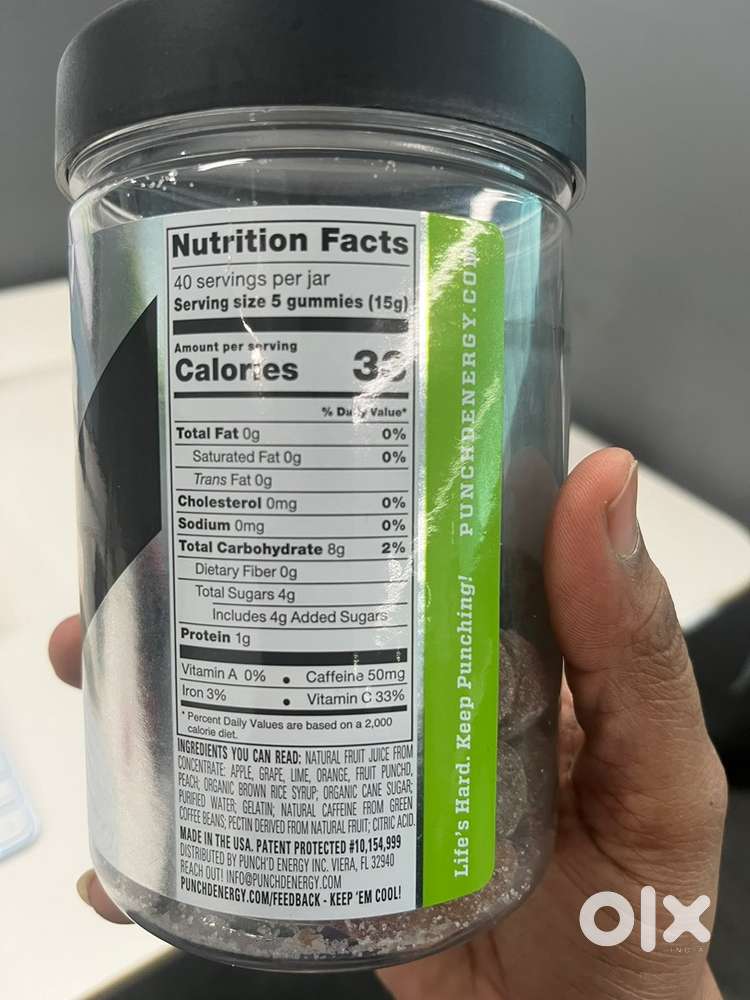 Nutrition Facts
40 servings per jar
Serving size 5 gummies (15g)
Amount per serving
Calories
% Daily Value*
Total Fat 0g 0%
Saturated Fat 0g 0%
Trans Fat 0g
Cholesterol 0mg 0%
Sodium 0mg 0%
Total Carbohydrate 8g 2%
Dietary Fiber 0g
Total Sugars 4g
Includes 4g Added Sugars
Protein 1g
Vitamin A 0% • Caffeine 50mg
Iron 3% • Vitamin C 33%
* Percent Daily Values are based on a 2,000
calorie diet.
INGREDIENTS YOU CAN READ: NATURAL FRUIT JUICE FROM
CONCENTRATE: APPLE, GRAPE, LIME, ORANGE, FRUIT PUNCHD,
PEACH; ORGANIC BROWN RICE SYRUP; ORGANIC CANE SUGAR;
PURIFIED WATER; GELATIN; NATURAL CAFFEINE FROM GREEN
COFFEE BEANS; PECTIN DERIVED FROM NATURAL FRUIT; CITRIC ACID.
MADE IN THE USA. PATENT PROTECTED #10,154,999
DISTRIBUTED BY PUNCH'D ENERGY INC. VIERA, FL 32940
REACH OUT! INFO@PUNCHDENERGY.COM
PUNCHDENERGY.COM/FEEDBACK - KEEP 'EM COOL!
Life's Hard. Keep Punching! PUNCHDENERGY.COM
olx
INDIA